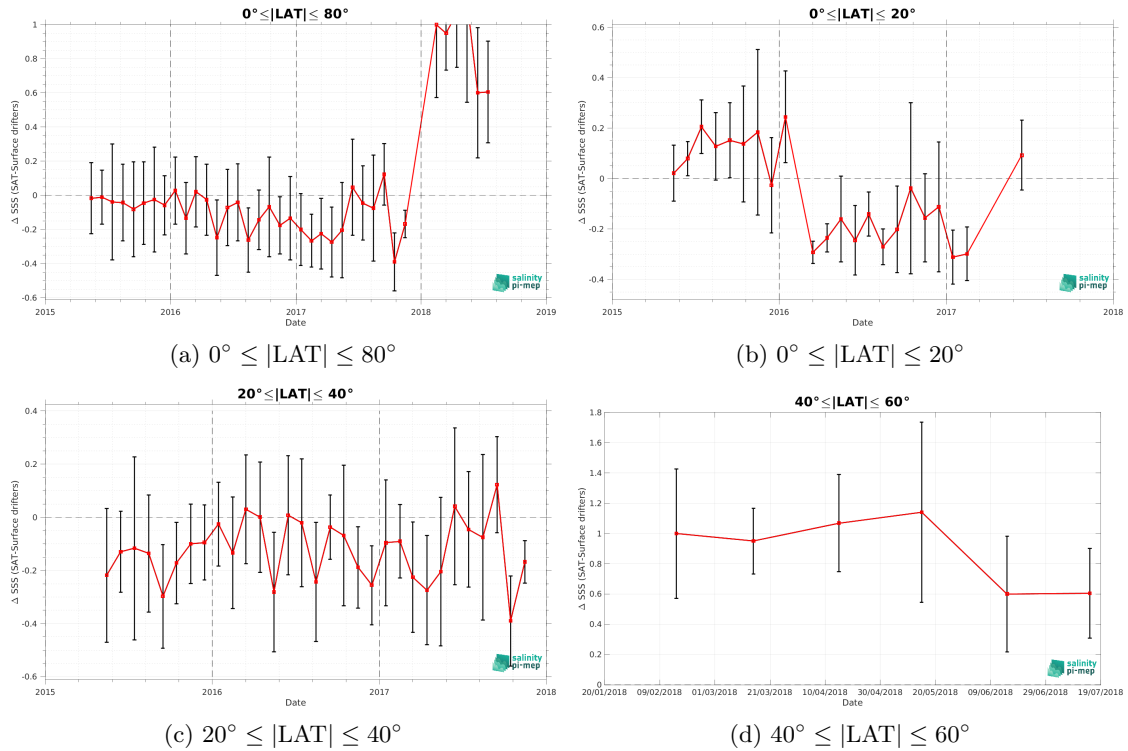 0°≤|LAT|≤ 80°
Δ SSS (SAT-Surface drifters)
1
0.8
0.6
0.4
0.2
0
-0.2
-0.4
-0.6
2015
2016
2017
2018
2019
Date
salinity
pi-mep
(a) 0° ≤ |LAT| ≤ 80°
0°≤|LAT|≤ 20°
Δ SSS (SAT-Surface drifters)
0.6
0.4
0.2
0
-0.2
-0.4
2015
2016
2017
2018
Date
salinity
pi-mep
(b) 0° ≤ |LAT| ≤ 20°
20°≤|LAT|≤ 40°
Δ SSS (SAT-Surface drifters)
0.4
0.2
0
-0.2
-0.4
-0.6
2015
2016
2017
2018
Date
salinity
pi-mep
(c) 20° ≤ |LAT| ≤ 40°
40°≤|LAT|≤ 60°
Δ SSS (SAT-Surface drifters)
1.8
1.6
1.4
1.2
1
0.8
0.6
0.4
0.2
0
20/01/2018
09/02/2018
01/03/2018
21/03/2018
10/04/2018
30/04/2018
20/05/2018
09/06/2018
29/06/2018
19/07/2018
Date
salinity
pi-mep
(d) 40° ≤ |LAT| ≤ 60°